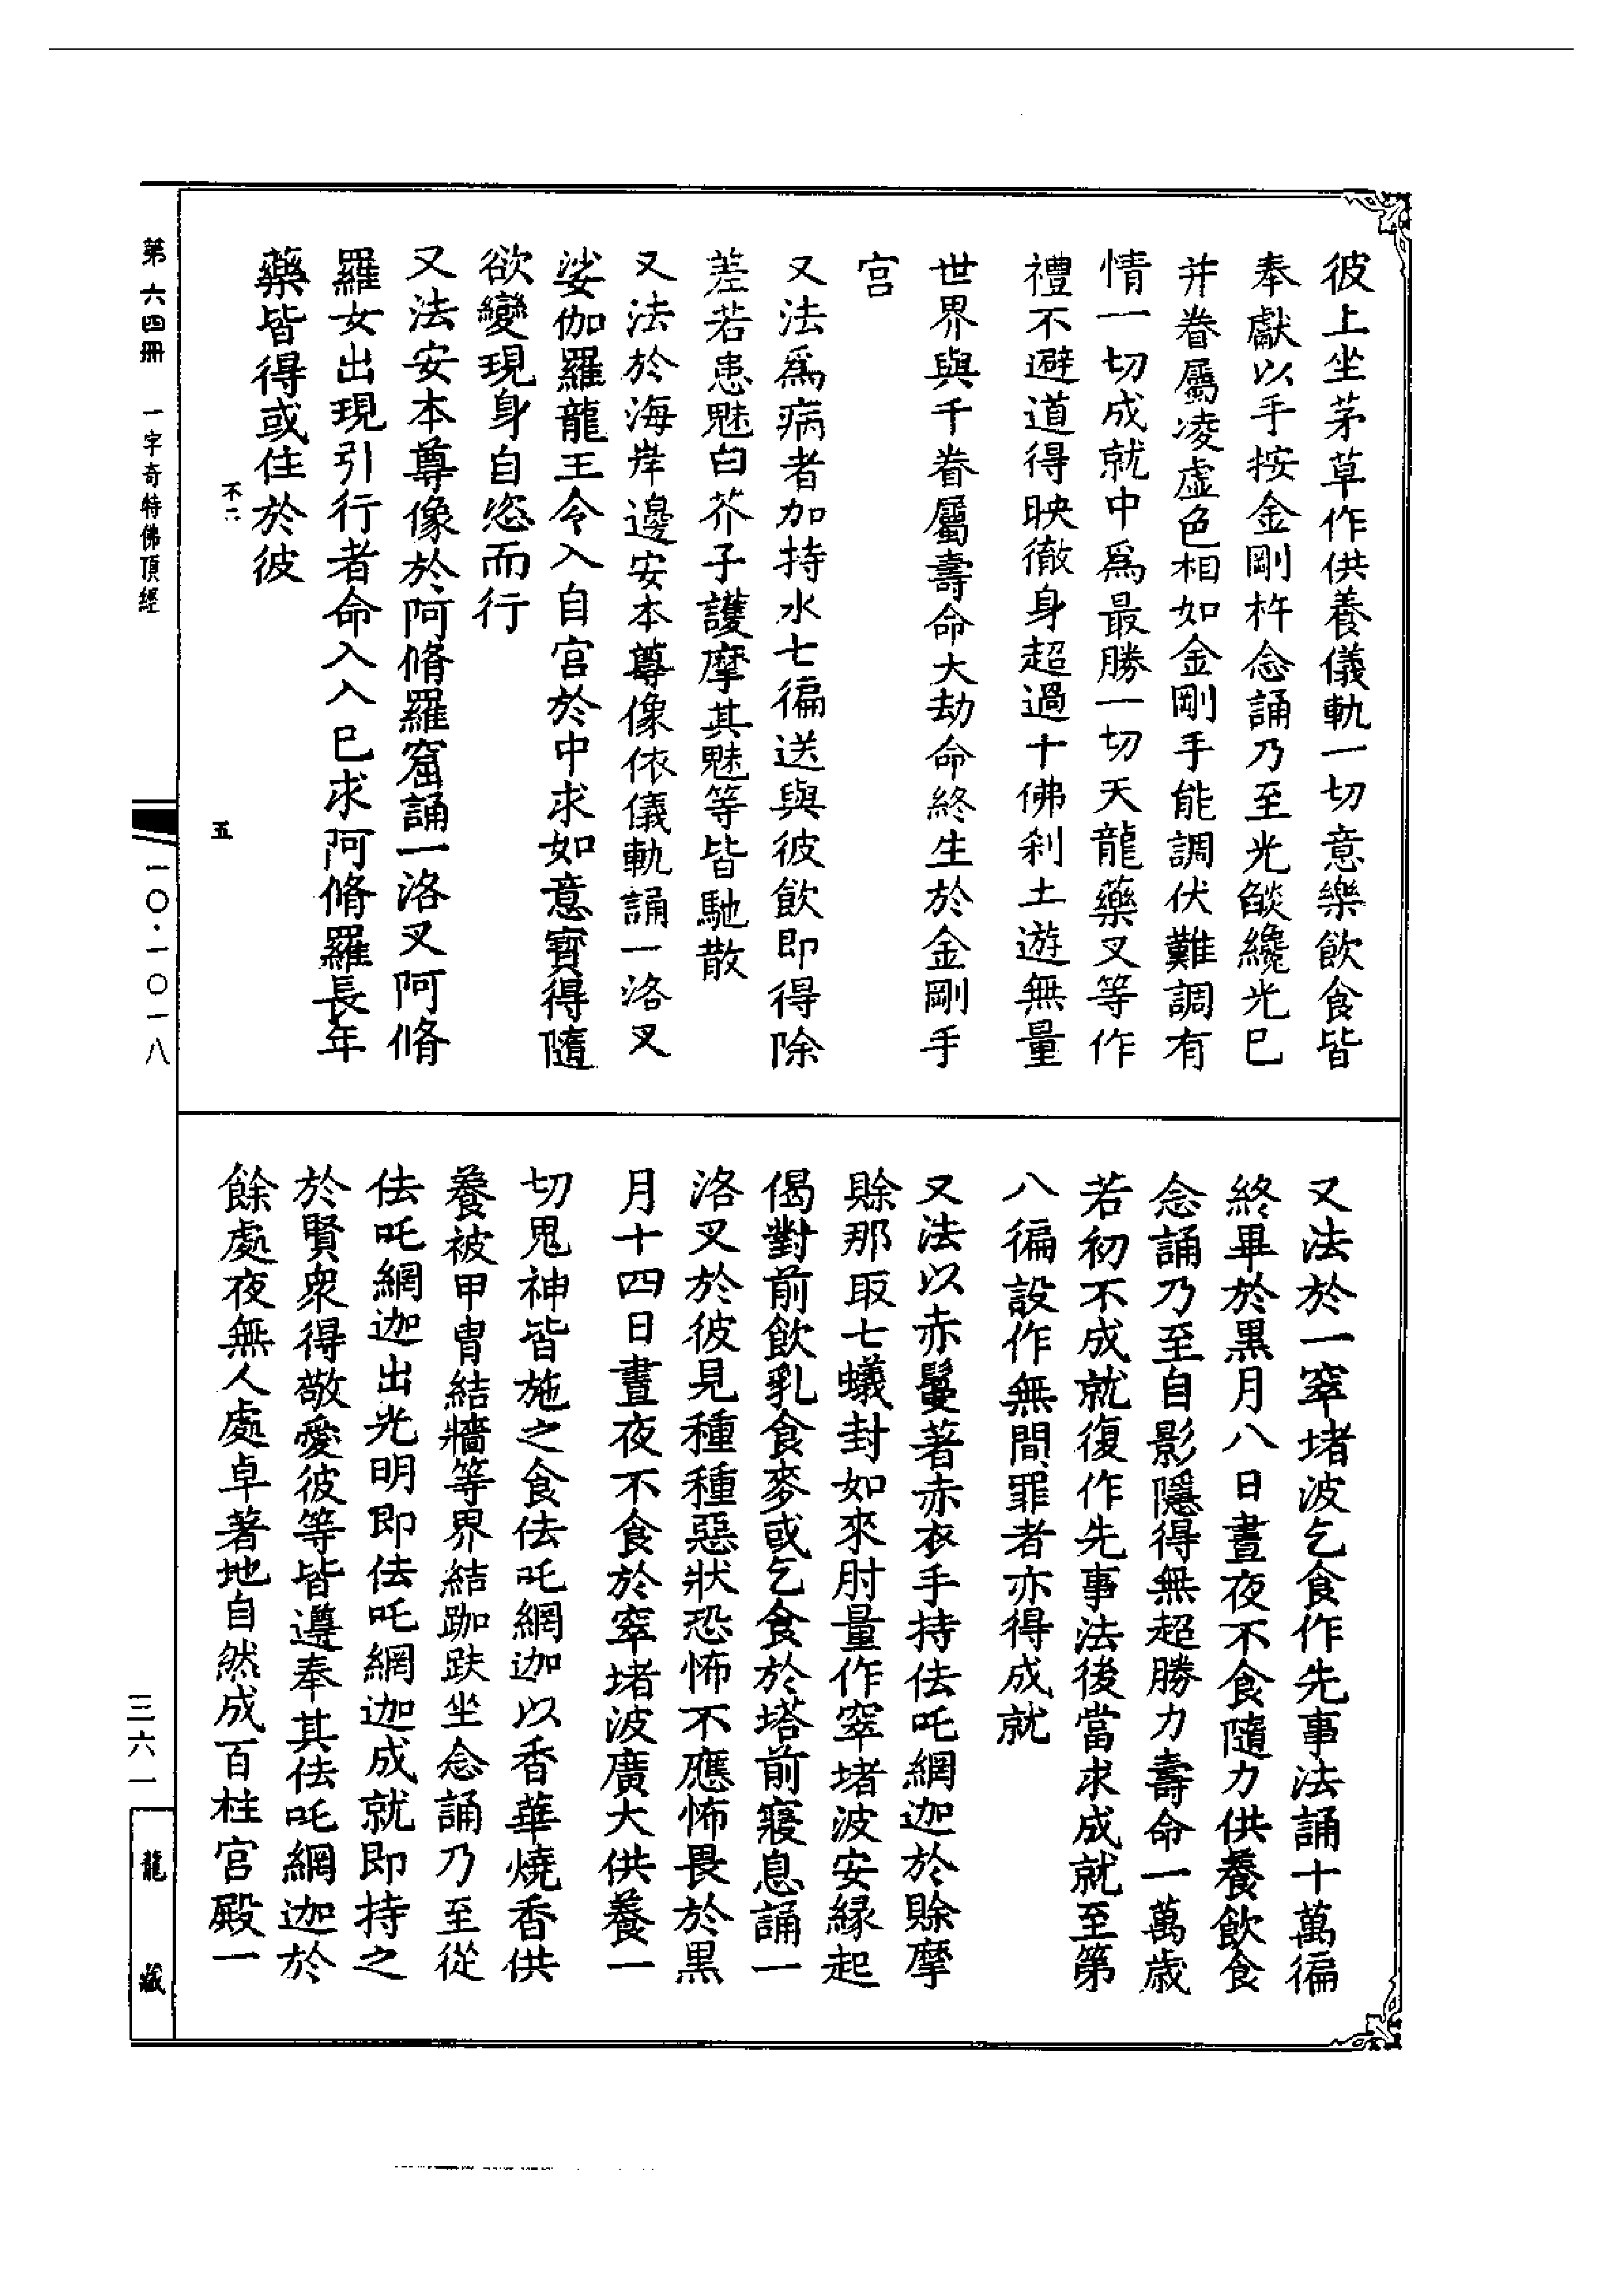 彼上坐茅草作供養儀軌一切意樂飲食皆
奉獻以手按金剛杵念誦乃至光燄纔光已
并眷屬凌虛色相如金剛手能調伏難調有
情一切成就中爲最勝一切天龍藥叉等作
禮不避道得映徹身超過十佛剎土遊無量
世界與千眷屬壽命大劫命終生於金剛手
宮
又法爲病者加持水七徧送與彼飲即得除
差若患魅白芥子護摩其魅等皆馳散
又法於海岸邊安本尊像依儀軌誦一洛叉
娑伽羅龍王令入自宮於中求如意寶得隨
欲變現身自恣而行
又法安本尊像於阿脩羅窟誦一洛叉阿脩
羅女出現引行者命入入已求阿脩羅長年
藥皆得或住於彼
不六 五
又法於一窣堵波乞食作先事法誦十萬徧
終畢於黑月八日晝夜不食隨力供養飲食
念誦乃至自影隱得無超勝力壽命一萬歲
若初不成就復作先事法後當求成就至第
八徧設作無間罪者亦得成就
又法以赤鬘著赤衣手持佉吒網迦於賒摩
賒那取七蟻封如來肘量作窣堵波安緣起
偈對前飲乳食麥或乞食於塔前寢息誦一
洛叉於彼見種種惡狀恐怖不應怖畏於黑
月十四日晝夜不食於窣堵波廣大供養一
切鬼神皆施之食佉吒網迦以香華燒香供
養被甲冑結牆等界結跏趺坐念誦乃至從
佉吒網迦出光明即佉吒網迦成就即持之
於賢衆得敬愛彼等皆遵奉其佉吒網迦於
餘處夜無人處卓著地自然成百柱宮殿一
第六四冊 一字奇特佛頂經
一〇·一〇一八
三六一
龍藏